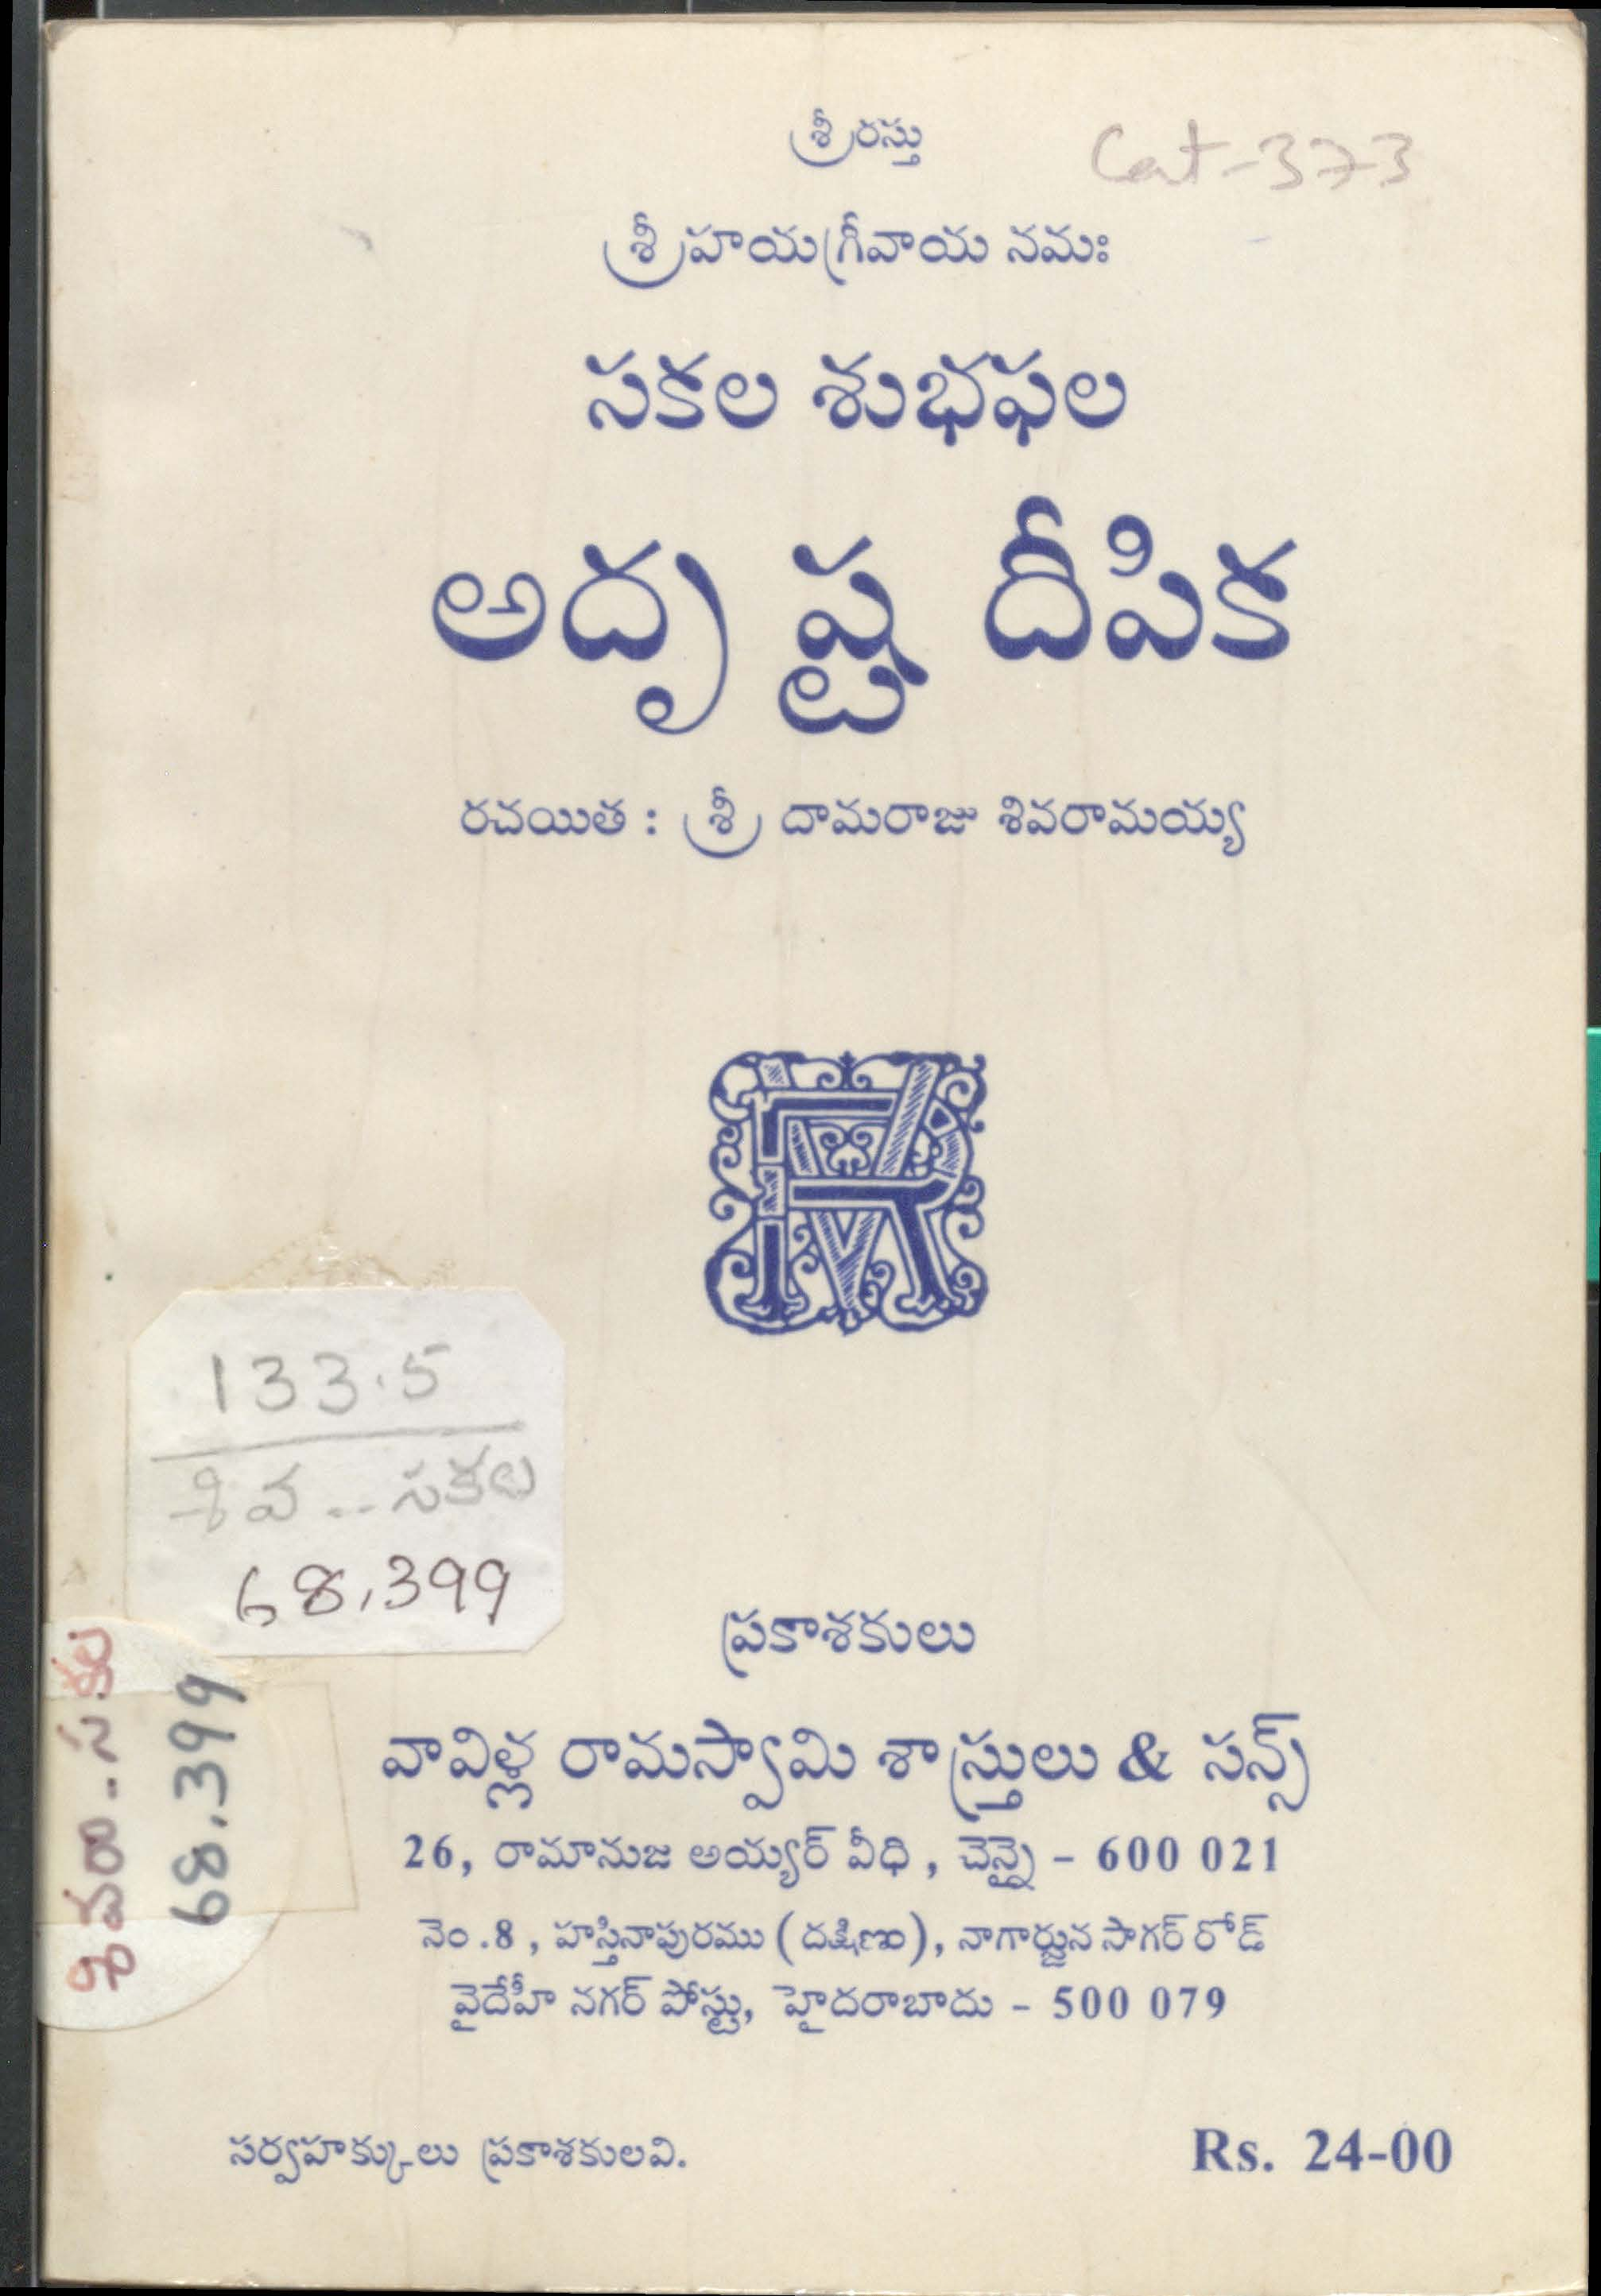 శ్రీరస్తు
Cat-373
శ్రీహయగ్రీవాయ నమః
సకల శుభఫల
అదృష్ట దీపిక
రచయిత : శ్రీ దామరాజు శివరామయ్య
133.5
శివ..సకల
68,399
68.399
ప్రకాశకులు
వావిళ్ల రామస్వామి శాస్త్రులు & సన్స్
26, రామానుజ అయ్యర్ వీధి, చెన్నై - 600 021
నెం.8, హస్తినాపురము (దక్షిణం), నాగార్జున సాగర్ రోడ్
వైదేహీ నగర్ పోస్టు, హైదరాబాదు - 500 079
సర్వహక్కులు ప్రకాశకులవి.
Rs. 24-00